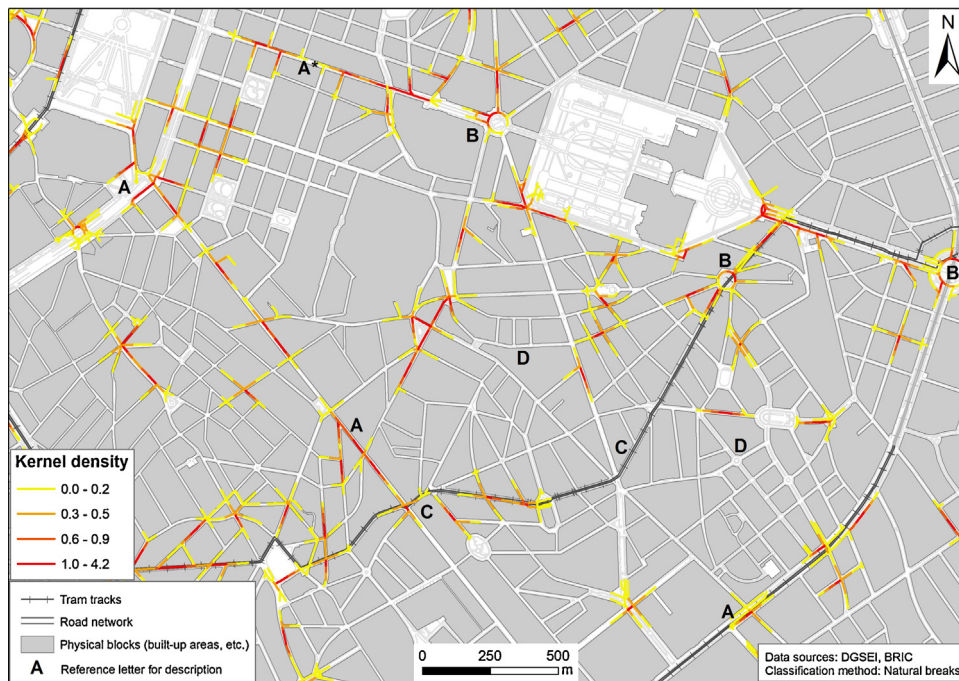 N
A*
B
A
B
B
D
A
C
D
C
A
Kernel density
0.0 - 0.2
0.3 - 0.5
0.6 - 0.9
1.0 - 4.2
Tram tracks
Road network
Physical blocks (built-up areas, etc.)
A Reference letter for description
0 250 500
m
Data sources: DGSEI, BRIC
Classification method: Natural breaks